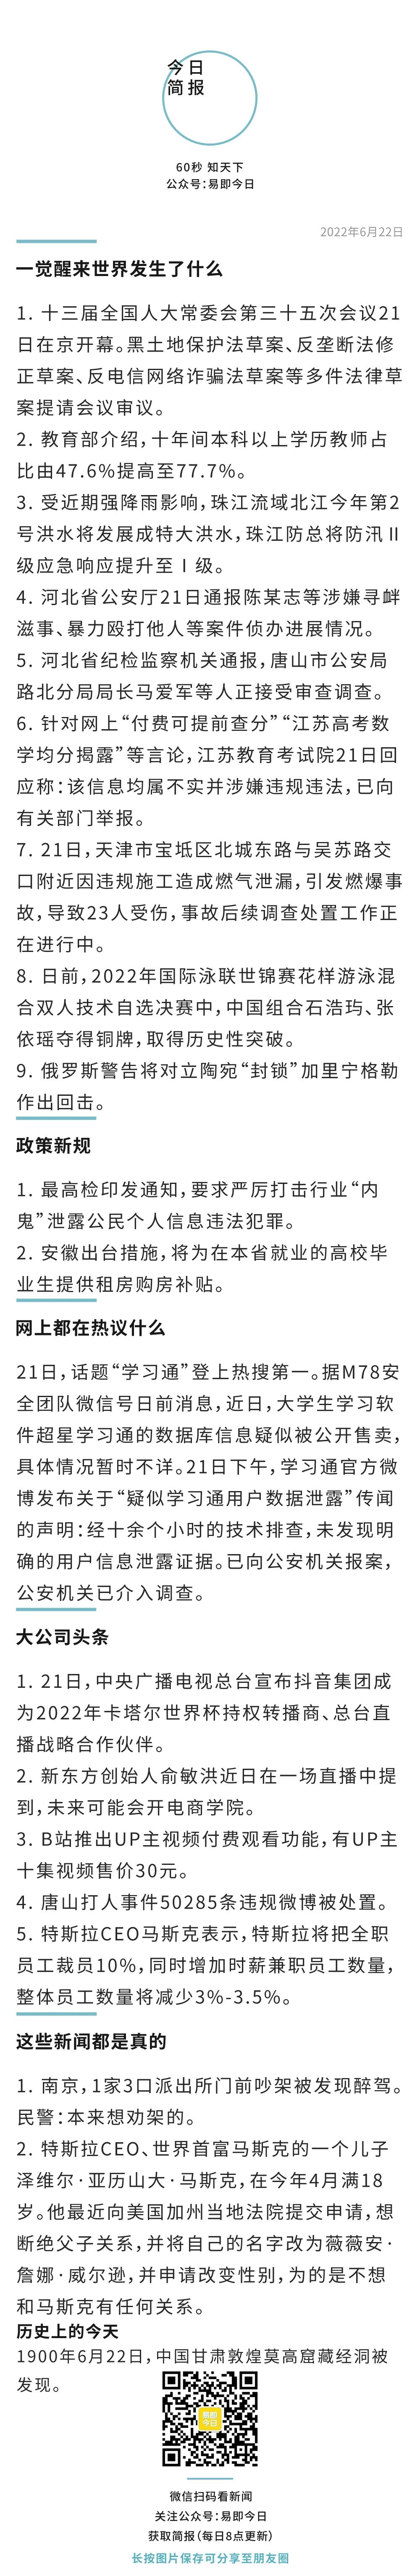 今日
简报
60秒 知天下
公众号：易即今日
2022年6月22日
一觉醒来世界发生了什么
1. 十三届全国人大常委会第三十五次会议21
日在京开幕。黑土地保护法草案、反垄断法修
正草案、反电信网络诈骗法草案等多件法律草
案提请会议审议。
2. 教育部介绍，十年间本科以上学历教师占
比由47.6%提高至77.7%。
3. 受近期强降雨影响，珠江流域北江今年第2
号洪水将发展成特大洪水，珠江防总将防汛Ⅱ
级应急响应提升至Ⅰ级。
4. 河北省公安厅21日通报陈某志等涉嫌寻衅
滋事、暴力殴打他人等案件侦办进展情况。
5. 河北省纪检监察机关通报，唐山市公安局
路北分局局长马爱军等人正接受审查调查。
6. 针对网上“付费可提前查分”“江苏高考数
学均分揭露”等言论，江苏教育考试院21日回
应称：该信息均属不实并涉嫌违规违法，已向
有关部门举报。
7. 21日，天津市宝坻区北城东路与吴苏路交
口附近因违规施工造成燃气泄漏，引发燃爆事
故，导致23人受伤，事故后续调查处置工作正
在进行中。
8. 日前，2022年国际泳联世锦赛花样游泳混
合双人技术自选决赛中，中国组合石浩玙、张
依瑶夺得铜牌，取得历史性突破。
9. 俄罗斯警告将对立陶宛“封锁”加里宁格勒
作出回击。
政策新规
1. 最高检印发通知，要求严厉打击行业“内
鬼”泄露公民个人信息违法犯罪。
2. 安徽出台措施，将为在本省就业的高校毕
业生提供租房购房补贴。
网上都在热议什么
21日，话题“学习通”登上热搜第一。据M78安
全团队微信号日前消息，近日，大学生学习软
件超星学习通的数据库信息疑似被公开售卖，
具体情况暂时不详。21日下午，学习通官方微
博发布关于“疑似学习通用户数据泄露”传闻
的声明：经十余个小时的技术排查，未发现明
确的用户信息泄露证据。已向公安机关报案，
公安机关已介入调查。
大公司头条
1. 21日，中央广播电视总台宣布抖音集团成
为2022年卡塔尔世界杯持权转播商、总台直
播战略合作伙伴。
2. 新东方创始人俞敏洪近日在一场直播中提
到，未来可能会开电商学院。
3. B站推出UP主视频付费观看功能，有UP主
十集视频售价30元。
4. 唐山打人事件50285条违规微博被处置。
5. 特斯拉CEO马斯克表示，特斯拉将把全职
员工裁员10%，同时增加时薪兼职员工数量，
整体员工数量将减少3%-3.5%。
这些新闻都是真的
1. 南京，1家3口派出所门前吵架被发现醉驾。
民警：本来想劝架的。
2. 特斯拉CEO、世界首富马斯克的一个儿子
泽维尔·亚历山大·马斯克，在今年4月满18
岁。他最近向美国加州当地法院提交申请，想
断绝父子关系，并将自己的名字改为薇薇安·
詹娜·威尔逊，并申请改变性别，为的是不想
和马斯克有任何关系。
历史上的今天
1900年6月22日，中国甘肃敦煌莫高窟藏经洞被
发现。
易即
今日
微信扫码看新闻
关注公众号：易即今日
获取简报（每日8点更新）
长按图片保存可分享至朋友圈